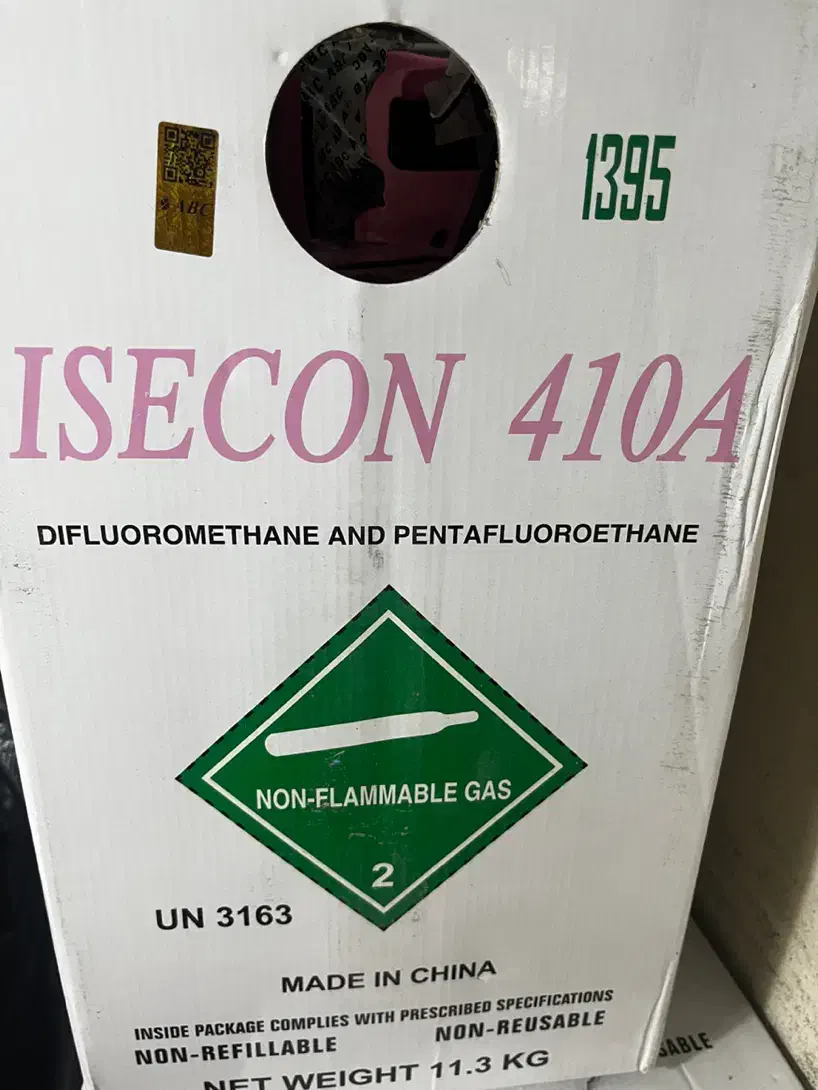 ABC
1395
ISECON 410A
DIFLUOROMETHANE AND PENTAFLUOROETHANE
NON-FLAMMABLE GAS
2
UN 3163
MADE IN CHINA
INSIDE PACKAGE COMPLIES WITH PRESCRIBED SPECIFICATIONS
NON-REFILLABLE NON-REUSABLE
NET WEIGHT 11.3 KG